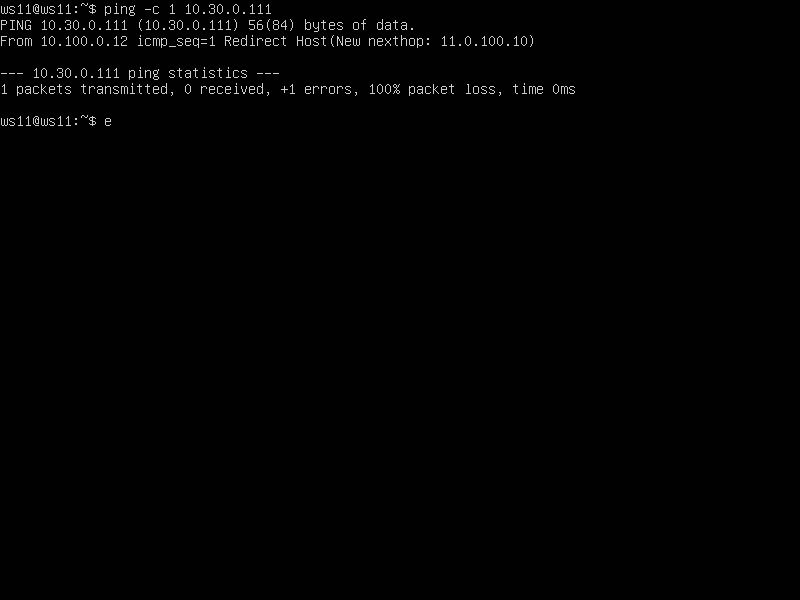 ws11@ws11:~$ ping -c 1 10.30.0.111
PING 10.30.0.111 (10.30.0.111) 56(84) bytes of data.
From 10.100.0.12 icmp_seq=1 Redirect Host(New nexthop: 11.0.100.10)
--- 10.30.0.111 ping statistics ---
1 packets transmitted, 0 received, +1 errors, 100% packet loss, time 0ms
ws11@ws11:~$ e